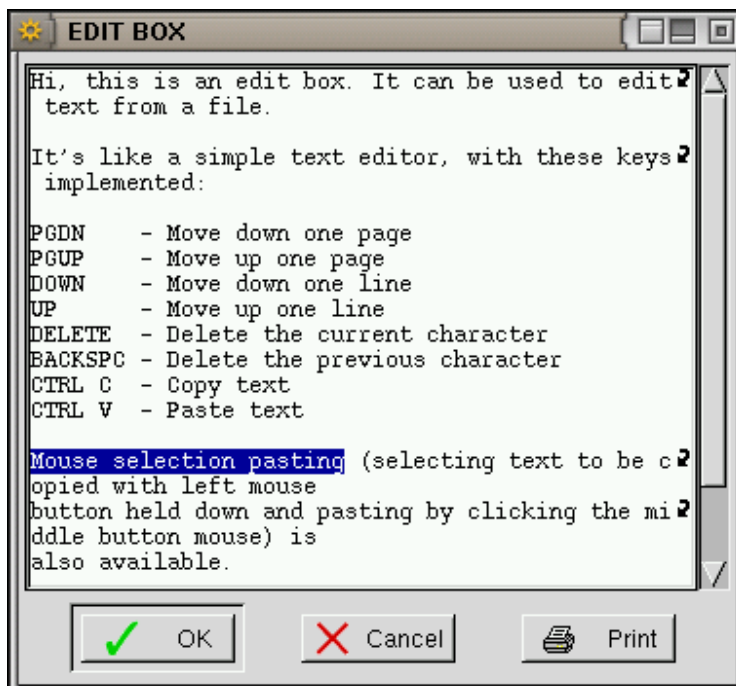 EDIT BOX
Hi, this is an edit box. It can be used to edit
text from a file.
It's like a simple text editor, with these keys
implemented:
PGDN - Move down one page
PGUP - Move up one page
DOWN - Move down one line
UP - Move up one line
DELETE - Delete the current character
BACKSPC - Delete the previous character
CTRL C - Copy text
CTRL V - Paste text
Mouse selection pasting (selecting text to be c
opied with left mouse
button held down and pasting by clicking the mi
ddle button mouse) is
also available.
OK Cancel Print